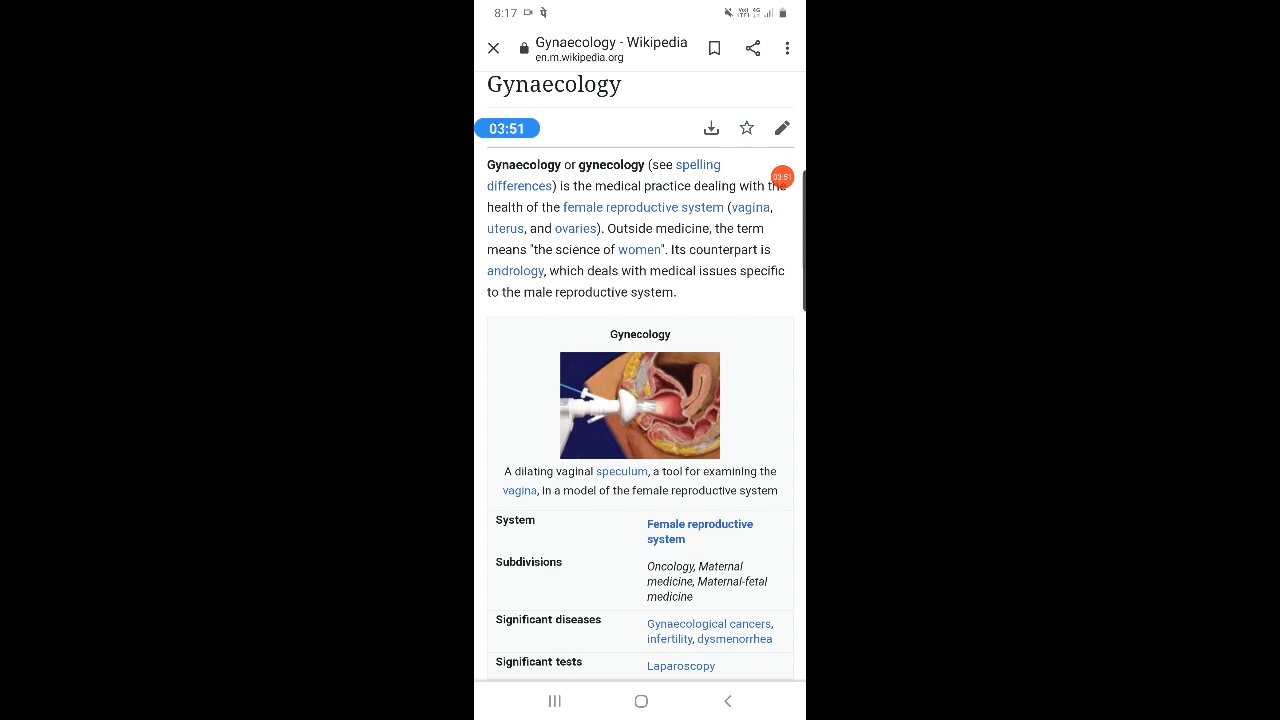 8:17
Gynaecology - Wikipedia
en.m.wikipedia.org
Gynaecology
03:51
Gynaecology or gynecology (see spelling
differences) is the medical practice dealing with the
03:51
health of the female reproductive system (vagina,
uterus, and ovaries). Outside medicine, the term
means "the science of women". Its counterpart is
andrology, which deals with medical issues specific
to the male reproductive system.
Gynecology
A dilating vaginal speculum, a tool for examining the
vagina, in a model of the female reproductive system
System
Female reproductive
system
Subdivisions
Oncology, Maternal
medicine, Maternal-fetal
medicine
Significant diseases
Gynaecological cancers,
infertility, dysmenorrhea
Significant tests
Laparoscopy